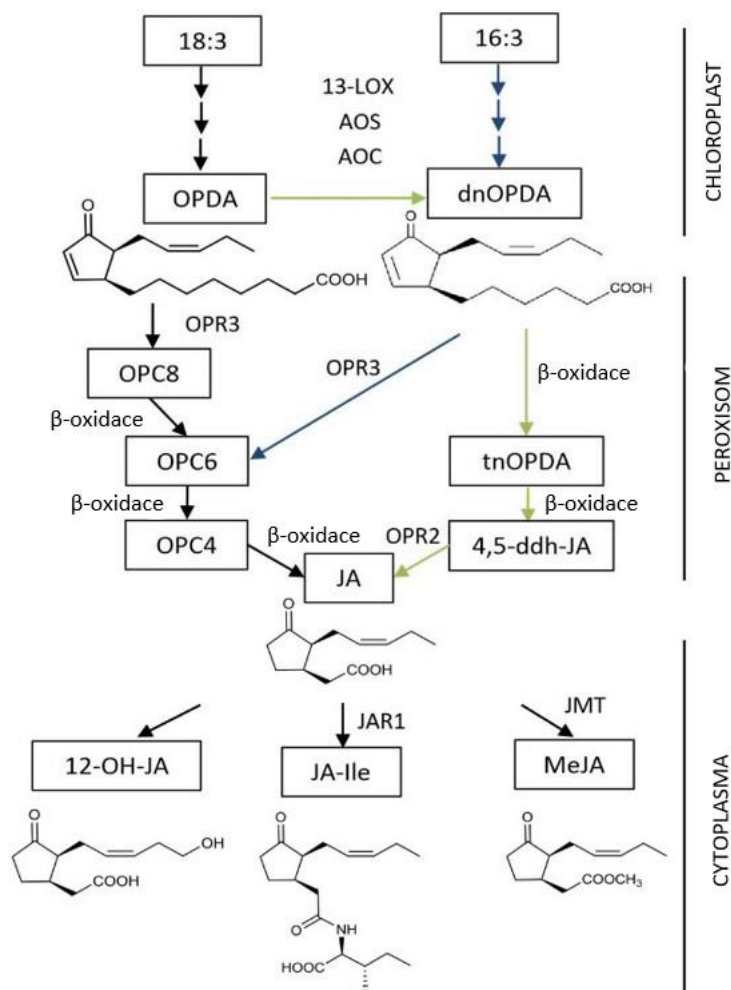 18:3
16:3
13-LOX
AOS
AOC
OPDA
dnOPDA
CHLOROPLAST
O
COOH
O
COOH
OPR3
OPC8
OPR3
β-oxidace
β-oxidace
OPC6
tnOPDA
β-oxidace
β-oxidace
OPC4
β-oxidace
OPR2
4,5-ddh-JA
JA
PEROXISOM
O
COOH
JAR1
JMT
12-OH-JA
JA-Ile
MeJA
O
OH
COOH
O
O
NH
HOOC
O
COOCH₃
CYTOPLASMA